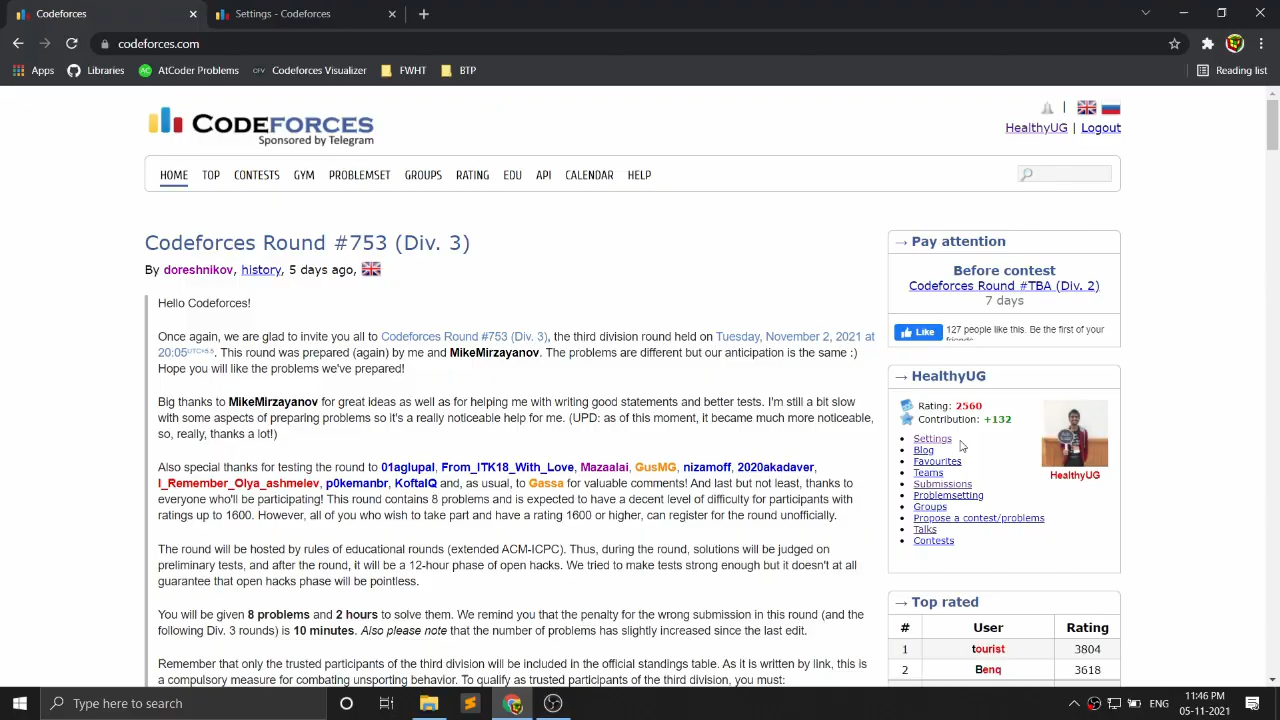 Codeforces
Settings - Codeforces
codeforces.com
Apps
Libraries
AtCoder Problems
Codeforces Visualizer
FWHT
BTP
Reading list
CODEFORCES
Sponsored by Telegram
HealthyUG | Logout
HOME TOP CONTESTS GYM PROBLEMSET GROUPS RATING EDU API CALENDAR HELP
Codeforces Round #753 (Div. 3)
By doreshnikov, history, 5 days ago,
Hello Codeforces!
Once again, we are glad to invite you all to Codeforces Round #753 (Div. 3), the third division round held on Tuesday, November 2, 2021 at
20:05UTC+5.5. This round was prepared (again) by me and MikeMirzayanov. The problems are different but our anticipation is the same :)
Hope you will like the problems we've prepared!
Big thanks to MikeMirzayanov for great ideas as well as for helping me with writing good statements and better tests. I'm still a bit slow
with some aspects of preparing problems so it's a really noticeable help for me. (UPD: as of this moment, it became much more noticeable,
so, really, thanks a lot!)
Also special thanks for testing the round to 01aglupal, From_ITK18_With_Love, Mazaalai, GusMG, nizamoff, 2020akadaver,
I_Remember_Olya_ashmelev, p0kemanbr, KoftaIQ and, as usual, to Gassa for valuable comments! And last but not least, thanks to
everyone who'll be participating! This round contains 8 problems and is expected to have a decent level of difficulty for participants with
ratings up to 1600. However, all of you who wish to take part and have a rating 1600 or higher, can register for the round unofficially.
The round will be hosted by rules of educational rounds (extended ACM-ICPC). Thus, during the round, solutions will be judged on
preliminary tests, and after the round, it will be a 12-hour phase of open hacks. We tried to make tests strong enough but it doesn't at all
guarantee that open hacks phase will be pointless.
You will be given 8 problems and 2 hours to solve them. We remind you that the penalty for the wrong submission in this round (and the
following Div. 3 rounds) is 10 minutes. Also please note that the number of problems has slightly increased since the last edit.
Remember that only the trusted participants of the third division will be included in the official standings table. As it is written by link, this is
a compulsory measure for combating unsporting behavior. To qualify as trusted participants of the third division, you must:
→ Pay attention
Before contest
Codeforces Round #TBA (Div. 2)
7 days
Like
127 people like this. Be the first of your
friends.
→ HealthyUG
Rating: 2560
Contribution: +132
Settings
Blog
Favourites
Teams
Submissions
Problemsetting
Groups
Propose a contest/problems
Talks
Contests
HealthyUG
→ Top rated
# User Rating
1 tourist 3804
2 Benq 3618
Type here to search
ENG
11:46 PM
05-11-2021